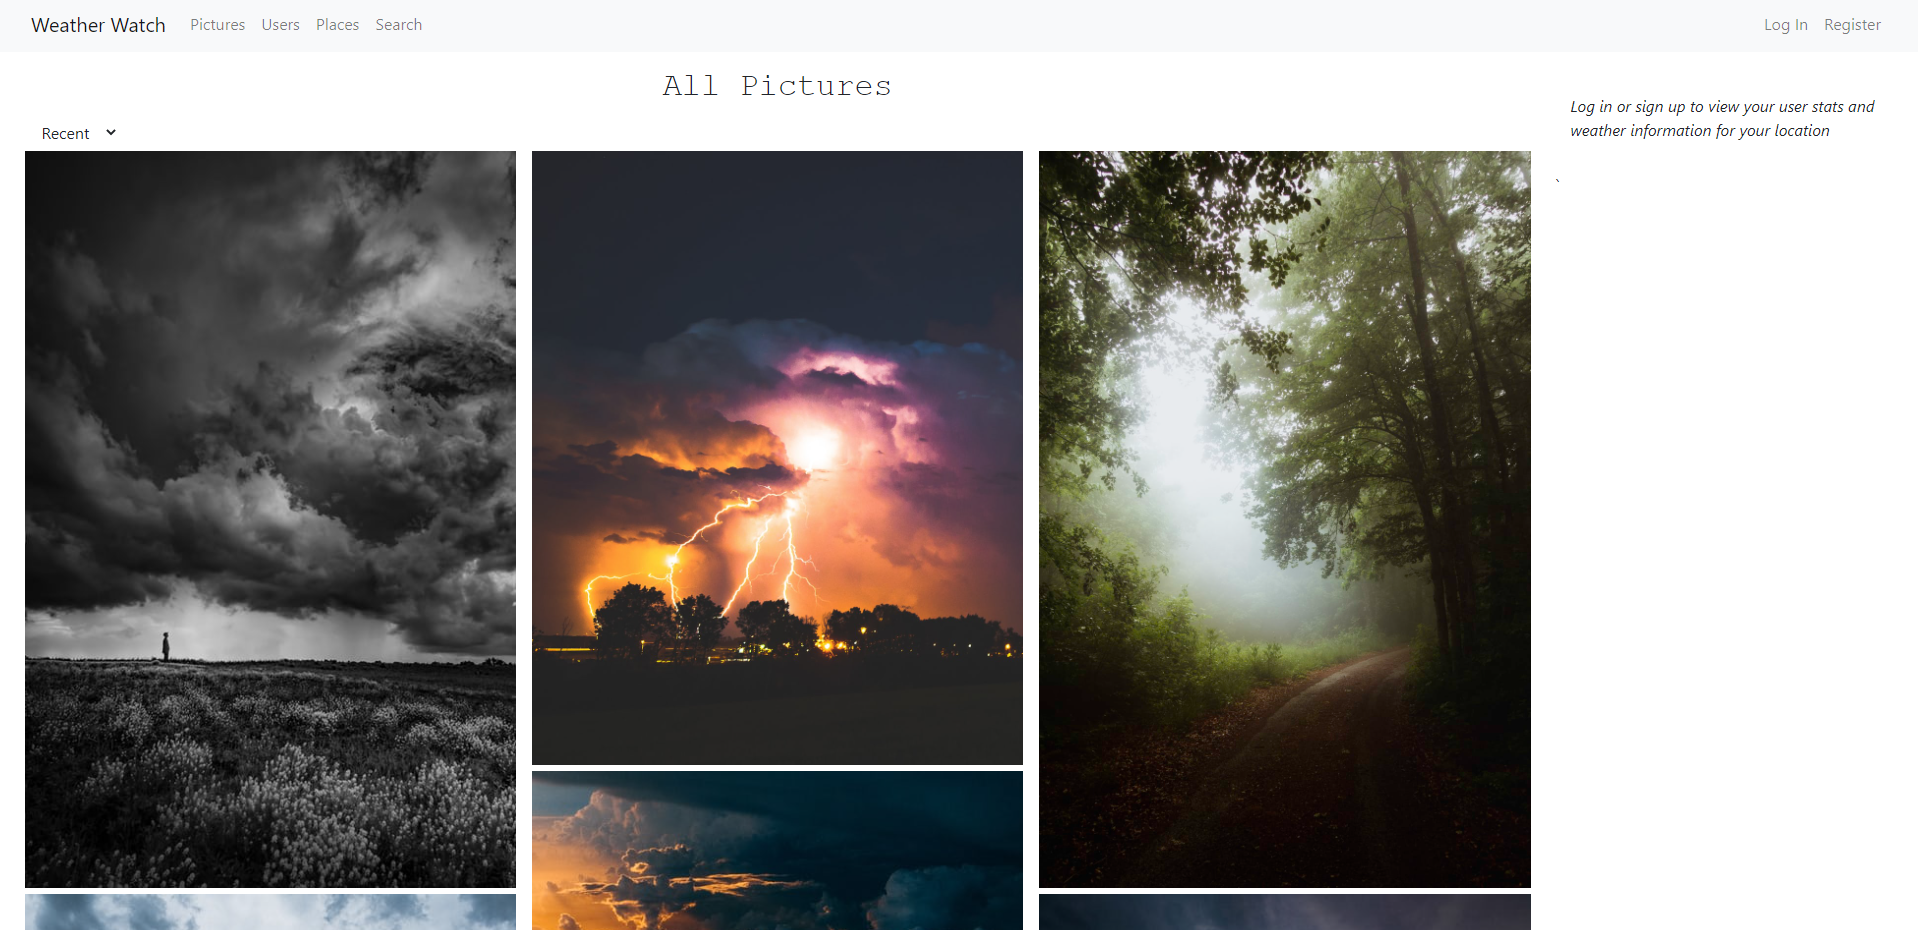 Weather Watch Pictures Users Places Search Log In Register
All Pictures
Recent
Log in or sign up to view your user stats and
weather information for your location
`